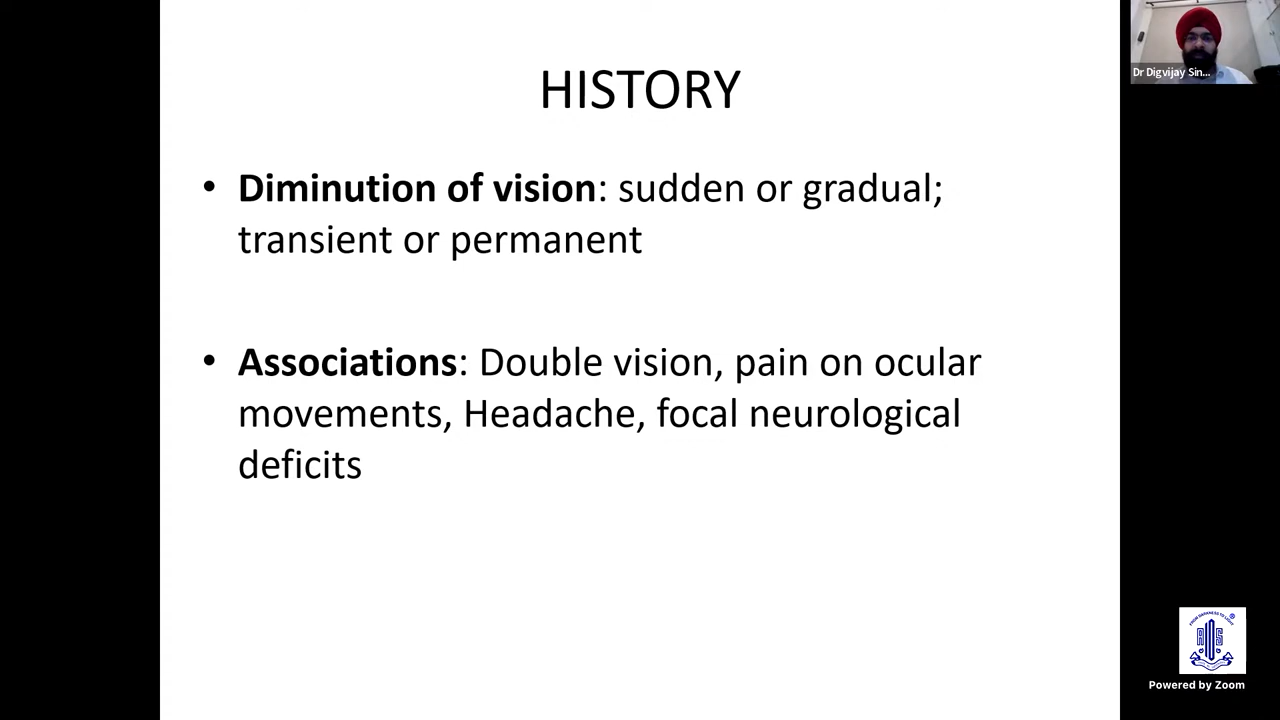 HISTORY
• Diminution of vision: sudden or gradual;
transient or permanent
• Associations: Double vision, pain on ocular
movements, Headache, focal neurological
deficits
Dr Digvijay Sin...
Powered by Zoom